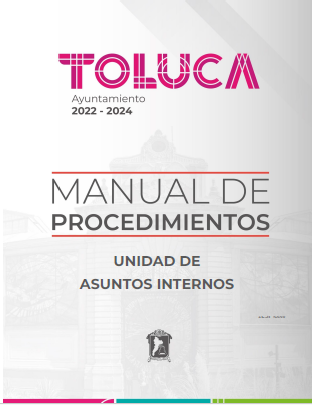 TOLUCA
Ayuntamiento
2022 - 2024
MANUAL DE
PROCEDIMIENTOS
UNIDAD DE
ASUNTOS INTERNOS